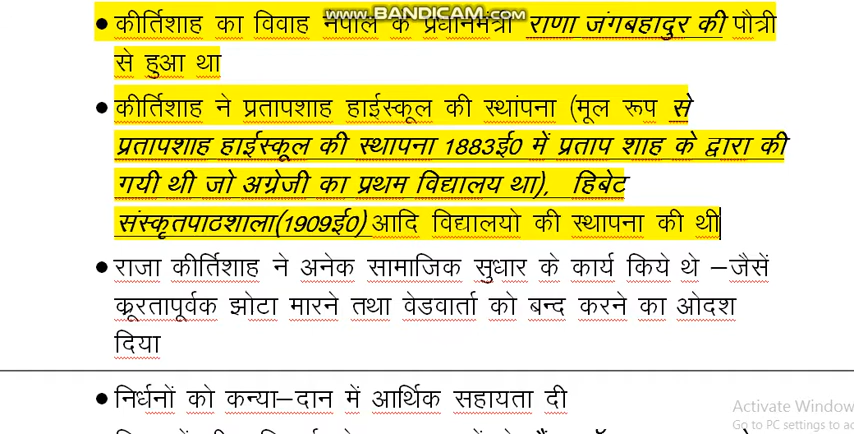 www.BANDICAM.com
• कीर्तिशाह का विवाह नेपाल के प्रधानमंत्री राणा जंगबहादुर की पौत्री
से हुआ था
• कीर्तिशाह ने प्रतापशाह हाईस्कूल की स्थांपना (मूल रूप से
प्रतापशाह हाईस्कूल की स्थापना 1883ई0 में प्रताप शाह के द्वारा की
गयी थी जो अग्रेजी का प्रथम विद्यालय था), हिबेट
संस्कृतपाठशाला(1909ई0) आदि विद्यालयो की स्थापना की थी
• राजा कीर्तिशाह ने अनेक सामाजिक सुधार के कार्य किये थे –जैसें
क्रूरतापूर्वक झोटा मारने तथा वेडवार्ता को बन्द करने का ओदश
दिया
• निर्धनों को कन्या–दान में आर्थिक सहायता दी
Activate Window
Go to PC settings to ac